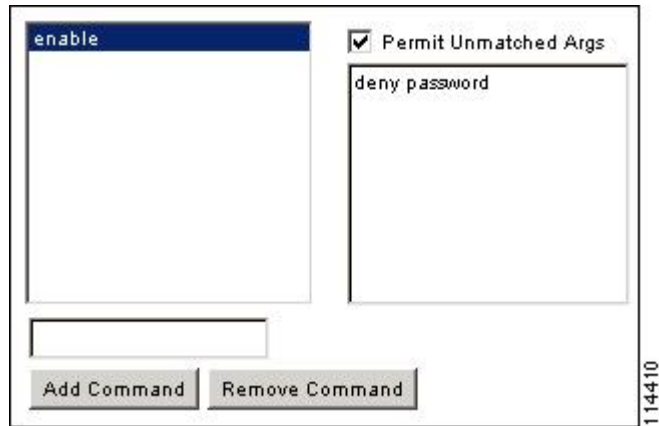 enable
Permit Unmatched Args
deny password
Add Command
Remove Command
114410